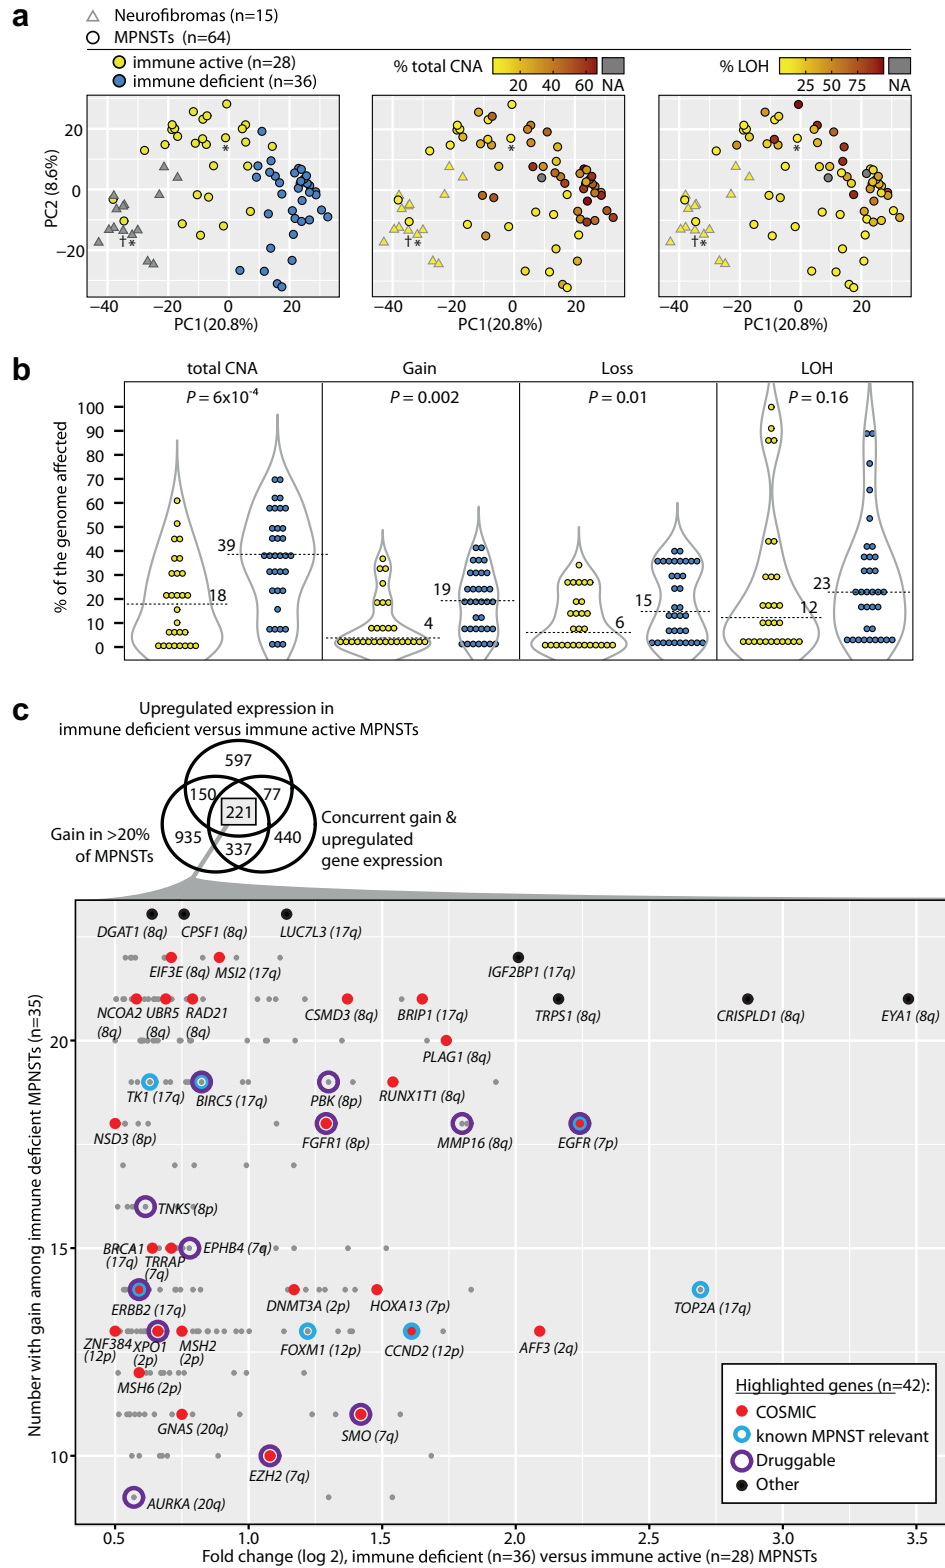 a
Neurofibromas (n=15)
MPNSTs (n=64)
immune active (n=28)
immune deficient (n=36)
% total CNA
20 40 60 NA
% LOH
25 50 75 NA
PC2 (8.6%)
20
0
−20
*
†*
*
†*
*
†*
−40 −20 0 20
−40 −20 0 20
−40 −20 0 20
PC1(20.8%)
PC1(20.8%)
PC1(20.8%)
b
total CNA Gain Loss LOH
P = 6x10-4 P = 0.002 P = 0.01 P = 0.16
% of the genome affected
100
90
80
70
60
50
40
30
20
10
0
39
18
19
4
15
6
23
12
c
Upregulated expression in
immune deficient versus immune active MPNSTs
597
150 77
221
935 337 440
Gain in >20%
of MPNSTs
Concurrent gain &
upregulated
gene expression
Number with gain among immune deficient MPNSTs (n=35)
20
15
10
DGAT1 (8q) CPSF1 (8q) LUC7L3 (17q)
EIF3E (8q) MSI2 (17q) IGF2BP1 (17q)
NCOA2 (8q) UBR5 (8q) RAD21 (8q) CSMD3 (8q) BRIP1 (17q) TRPS1 (8q) CRISPLD1 (8q) EYA1 (8q)
PLAG1 (8q)
TK1 (17q) BIRC5 (17q) PBK (8p) RUNX1T1 (8q)
NSD3 (8p) FGFR1 (8p) MMP16 (8q) EGFR (7p)
TNKS (8p)
BRCA1 (17q) TRRAP (7q) EPHB4 (7q)
ERBB2 (17q) DNMT3A (2p) HOXA13 (7p) TOP2A (17q)
ZNF384 (12p) XPO1 (2p) MSH2 (2p) FOXM1 (12p) CCND2 (12p) AFF3 (2q)
MSH6 (2p)
GNAS (20q) SMO (7q)
EZH2 (7q)
AURKA (20q)
Highlighted genes (n=42):
COSMIC
known MPNST relevant
Druggable
Other
0.5 1.0 1.5 2.0 2.5 3.0 3.5
Fold change (log 2), immune deficient (n=36) versus immune active (n=28) MPNSTs